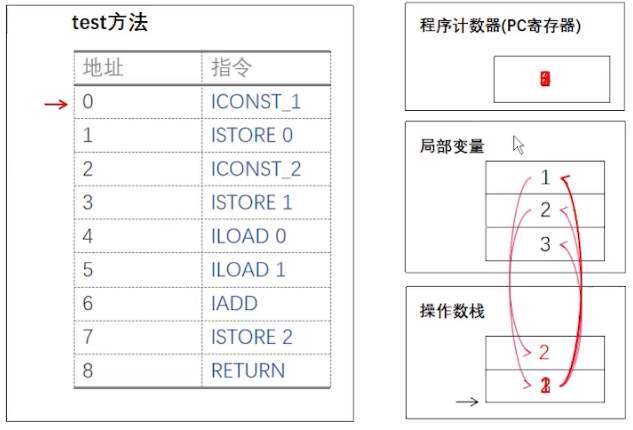 test方法
地址 指令
0 ICONST_1
1 ISTORE 0
2 ICONST_2
3 ISTORE 1
4 ILOAD 0
5 ILOAD 1
6 IADD
7 ISTORE 2
8 RETURN
程序计数器(PC寄存器)
局部变量
1
2
3
操作数栈
2